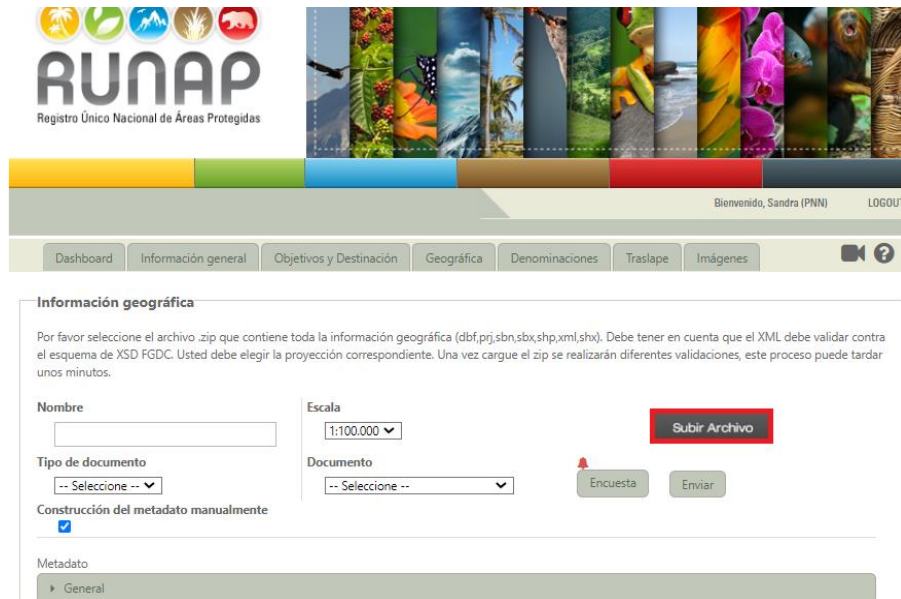 RUNAP
Registro Único Nacional de Áreas Protegidas
Bienvenido, Sandra (PNN) LOGOUT
Dashboard Información general Objetivos y Destinación Geográfica Denominaciones Traslape Imágenes
Información geográfica
Por favor seleccione el archivo .zip que contiene toda la información geográfica (dbf,prj,sbn,sbx,shp,xml,shx). Debe tener en cuenta que el XML debe validar contra
el esquema de XSD FGDC. Usted debe elegir la proyección correspondiente. Una vez cargue el zip se realizarán diferentes validaciones, este proceso puede tardar
unos minutos.
Nombre Escala
1:100.000 Subir Archivo
Tipo de documento Documento
-- Seleccione -- -- Seleccione -- Encuesta Enviar
Construcción del metadato manualmente
Metadato
General